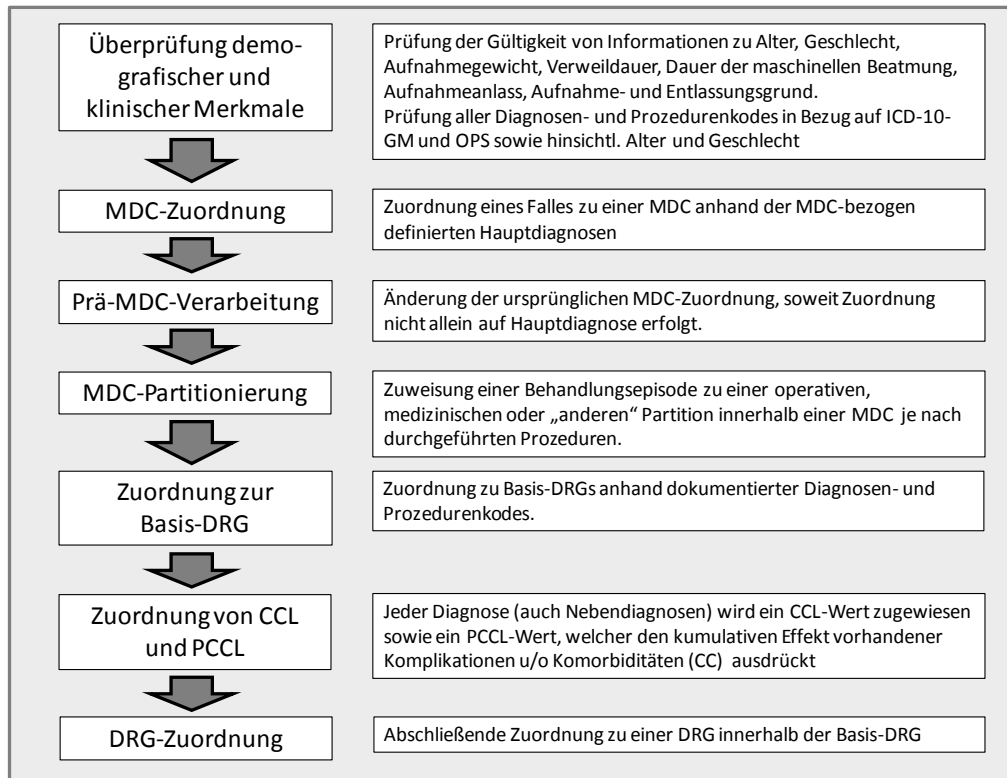 Überprüfung demo-
grafischer und
klinischer Merkmale
Prüfung der Gültigkeit von Informationen zu Alter, Geschlecht,
Aufnahmegewicht, Verweildauer, Dauer der maschinellen Beatmung,
Aufnahmeanlass, Aufnahme- und Entlassungsgrund.
Prüfung aller Diagnosen- und Prozedurenkodes in Bezug auf ICD-10-
GM und OPS sowie hinsichtl. Alter und Geschlecht
MDC-Zuordnung
Zuordnung eines Falles zu einer MDC anhand der MDC-bezogen
definierten Hauptdiagnosen
Prä-MDC-Verarbeitung
Änderung der ursprünglichen MDC-Zuordnung, soweit Zuordnung
nicht allein auf Hauptdiagnose erfolgt.
MDC-Partitionierung
Zuweisung einer Behandlungsepisode zu einer operativen,
medizinischen oder „anderen“ Partition innerhalb einer MDC je nach
durchgeführten Prozeduren.
Zuordnung zur
Basis-DRG
Zuordnung zu Basis-DRGs anhand dokumentierter Diagnosen- und
Prozedurenkodes.
Zuordnung von CCL
und PCCL
Jeder Diagnose (auch Nebendiagnosen) wird ein CCL-Wert zugewiesen
sowie ein PCCL-Wert, welcher den kumulativen Effekt vorhandener
Komplikationen u/o Komorbiditäten (CC) ausdrückt
DRG-Zuordnung
Abschließende Zuordnung zu einer DRG innerhalb der Basis-DRG